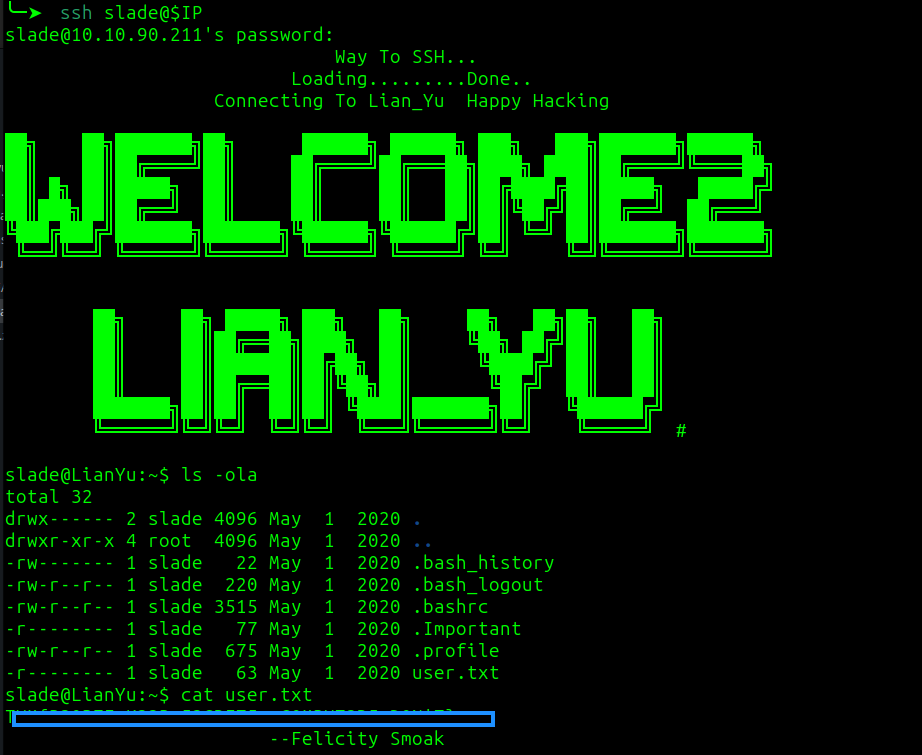 ssh slade@$IP
slade@10.10.90.211's password:
Way To SSH...
Loading.........Done..
Connecting To Lian_Yu  Happy Hacking
WELCOME2
LIAN_YU #
slade@LianYu:~$ ls -ola
total 32
drwx------ 2 slade 4096 May  1  2020 .
drwxr-xr-x 4 root  4096 May  1  2020 ..
-rw------- 1 slade   22 May  1  2020 .bash_history
-rw-r--r-- 1 slade  220 May  1  2020 .bash_logout
-rw-r--r-- 1 slade 3515 May  1  2020 .bashrc
-r-------- 1 slade   77 May  1  2020 .Important
-rw-r--r-- 1 slade  675 May  1  2020 .profile
-r-------- 1 slade   63 May  1  2020 user.txt
slade@LianYu:~$ cat user.txt
--Felicity Smoak